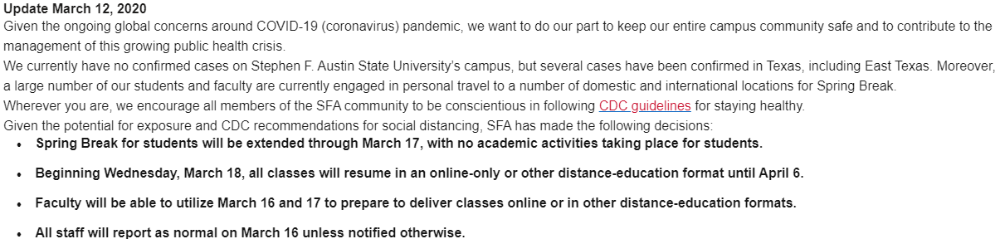 Update March 12, 2020
Given the ongoing global concerns around COVID-19 (coronavirus) pandemic, we want to do our part to keep our entire campus community safe and to contribute to the
management of this growing public health crisis.
We currently have no confirmed cases on Stephen F. Austin State University's campus, but several cases have been confirmed in Texas, including East Texas. Moreover,
a large number of our students and faculty are currently engaged in personal travel to a number of domestic and international locations for Spring Break.
Wherever you are, we encourage all members of the SFA community to be conscientious in following CDC guidelines for staying healthy.
Given the potential for exposure and CDC recommendations for social distancing, SFA has made the following decisions:
• Spring Break for students will be extended through March 17, with no academic activities taking place for students.
• Beginning Wednesday, March 18, all classes will resume in an online-only or other distance-education format until April 6.
• Faculty will be able to utilize March 16 and 17 to prepare to deliver classes online or in other distance-education formats.
• All staff will report as normal on March 16 unless notified otherwise.